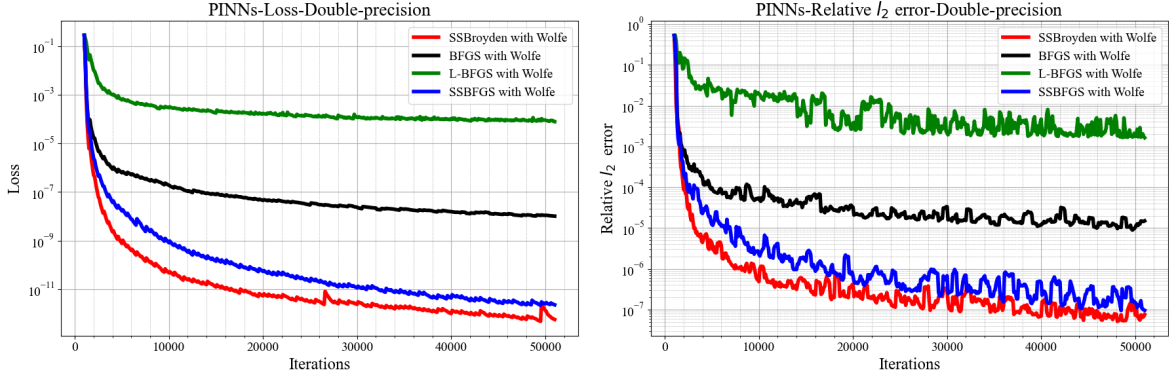 PINNs-Loss-Double-precision
SSBroyden with Wolfe
BFGS with Wolfe
L-BFGS with Wolfe
SSBFGS with Wolfe
10⁻¹
10⁻³
10⁻⁵
10⁻⁷
10⁻⁹
10⁻¹¹
Loss
0 10000 20000 30000 40000 50000
Iterations
PINNs-Relative l₂ error-Double-precision
SSBroyden with Wolfe
BFGS with Wolfe
L-BFGS with Wolfe
SSBFGS with Wolfe
10⁰
10⁻¹
10⁻²
10⁻³
10⁻⁴
10⁻⁵
10⁻⁶
10⁻⁷
Relative l₂ error
0 10000 20000 30000 40000 50000
Iterations